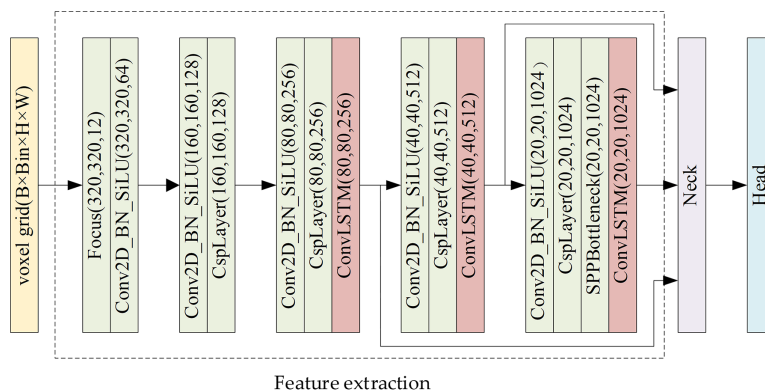 voxel grid(B×Bin×H×W)
Focus(320,320,12)
Conv2D_BN_SiLU(320,320,64)
Conv2D_BN_SiLU(160,160,128)
CspLayer(160,160,128)
Conv2D_BN_SiLU(80,80,256)
CspLayer(80,80,256)
ConvLSTM(80,80,256)
Conv2D_BN_SiLU(40,40,512)
CspLayer(40,40,512)
ConvLSTM(40,40,512)
Conv2D_BN_SiLU(20,20,1024)
CspLayer(20,20,1024)
SPPBottleneck(20,20,1024)
ConvLSTM(20,20,1024)
Neck
Head
Feature extraction